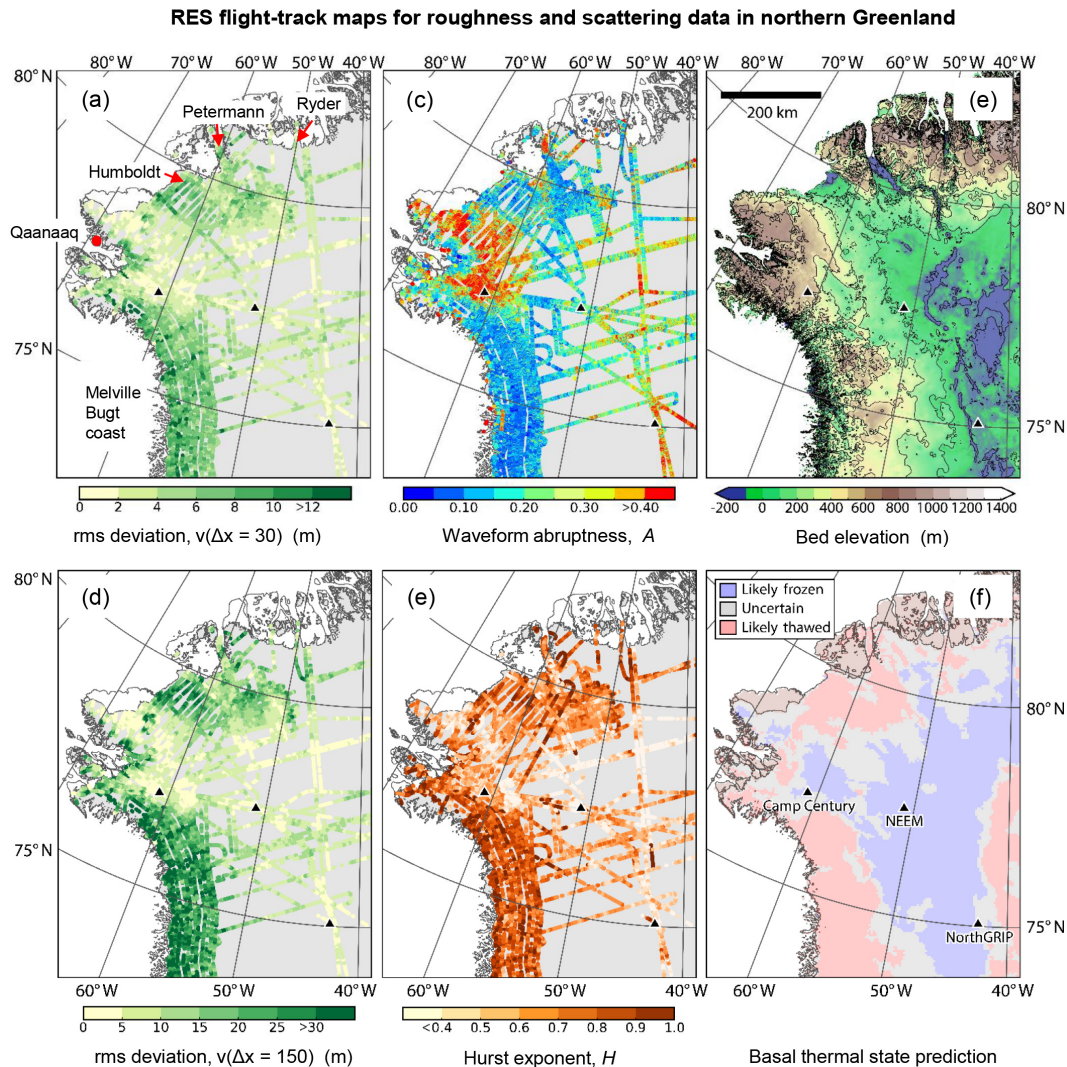 RES flight-track maps for roughness and scattering data in northern Greenland
80°W 70°W 60°W 50°W 40°W
80°W 70°W 60°W 50°W 40°W
80°W 70°W 60°W 50°W 40°W
80°N
(a)
Petermann
Ryder
Humboldt
Qaanaaq
75°N
Melville
Bugt
coast
(c)
200 km
(e)
80°N
75°N
0 2 4 6 8 10 >12
rms deviation, v(Δx = 30) (m)
0.00 0.10 0.20 0.30 >0.40
Waveform abruptness, A
-200 0 200 400 600 800 1000 1200 1400
Bed elevation (m)
80°N
(d)
75°N
(e)
Likely frozen
Uncertain
Likely thawed
(f)
80°N
Camp Century
NEEM
75°N
NorthGRIP
60°W 50°W 40°W
60°W 50°W 40°W
60°W 50°W 40°W
0 5 10 15 20 25 >30
rms deviation, v(Δx = 150) (m)
<0.4 0.5 0.6 0.7 0.8 0.9 1.0
Hurst exponent, H
Basal thermal state prediction